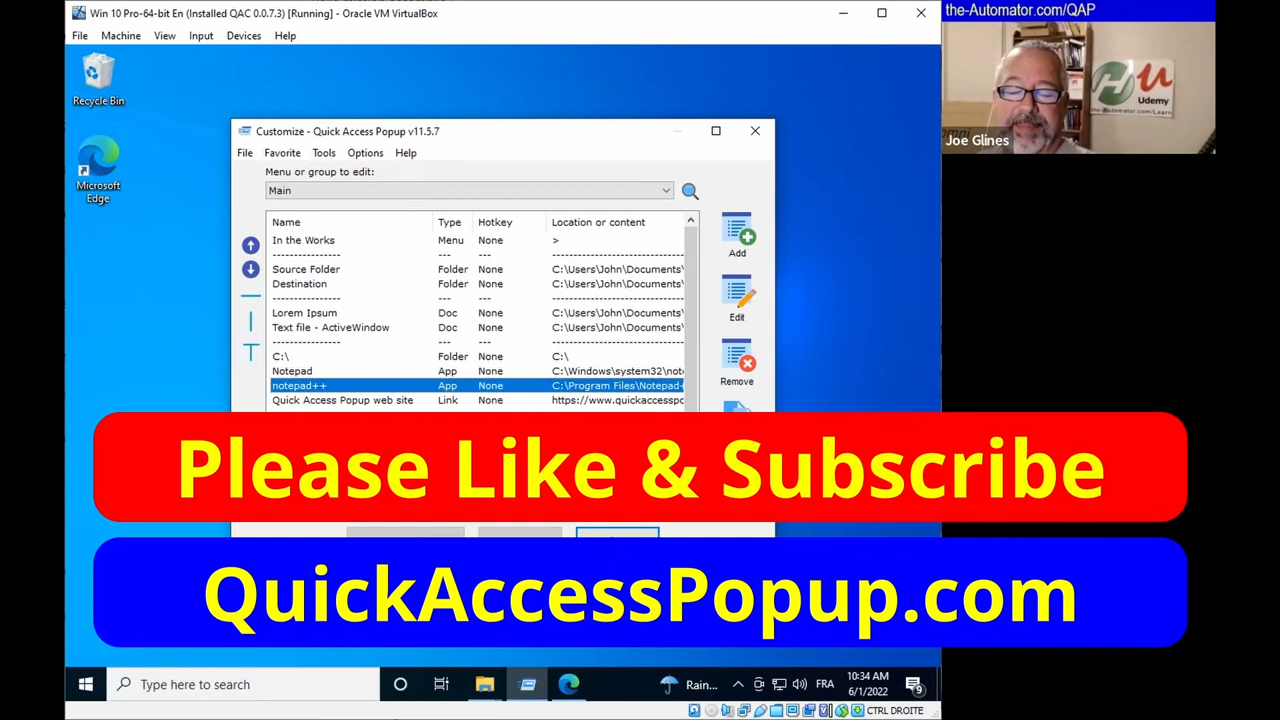 Win 10 Pro-64-bit En (Installed QAC 0.0.7.3) [Running] - Oracle VM VirtualBox
the-Automator.com/QAP
File Machine View Input Devices Help
Recycle Bin
Udemy
the-Automator.com/Learn
Joe Glines
Microsoft
Edge
Customize - Quick Access Popup v11.5.7
File Favorite Tools Options Help
Menu or group to edit:
Main
Name Type Hotkey Location or content
In the Works Menu None >
---------------- --- --- ----------------
Source Folder Folder None C:\Users\John\Documents\
Destination Folder None C:\Users\John\Documents\
---------------- --- --- ----------------
Lorem Ipsum Doc None C:\Users\John\Documents\
Text file - ActiveWindow Doc None C:\Users\John\Documents\
---------------- --- --- ----------------
C:\ Folder None C:\
Notepad App None C:\Windows\system32\note
notepad++ App None C:\Program Files\Notepad+
Quick Access Popup web site Link None https://www.quickaccesspo
Add
Edit
Remove
Please Like & Subscribe
QuickAccessPopup.com
Type here to search
Rain...
FRA
10:34 AM
6/1/2022
9
CTRL DROITE